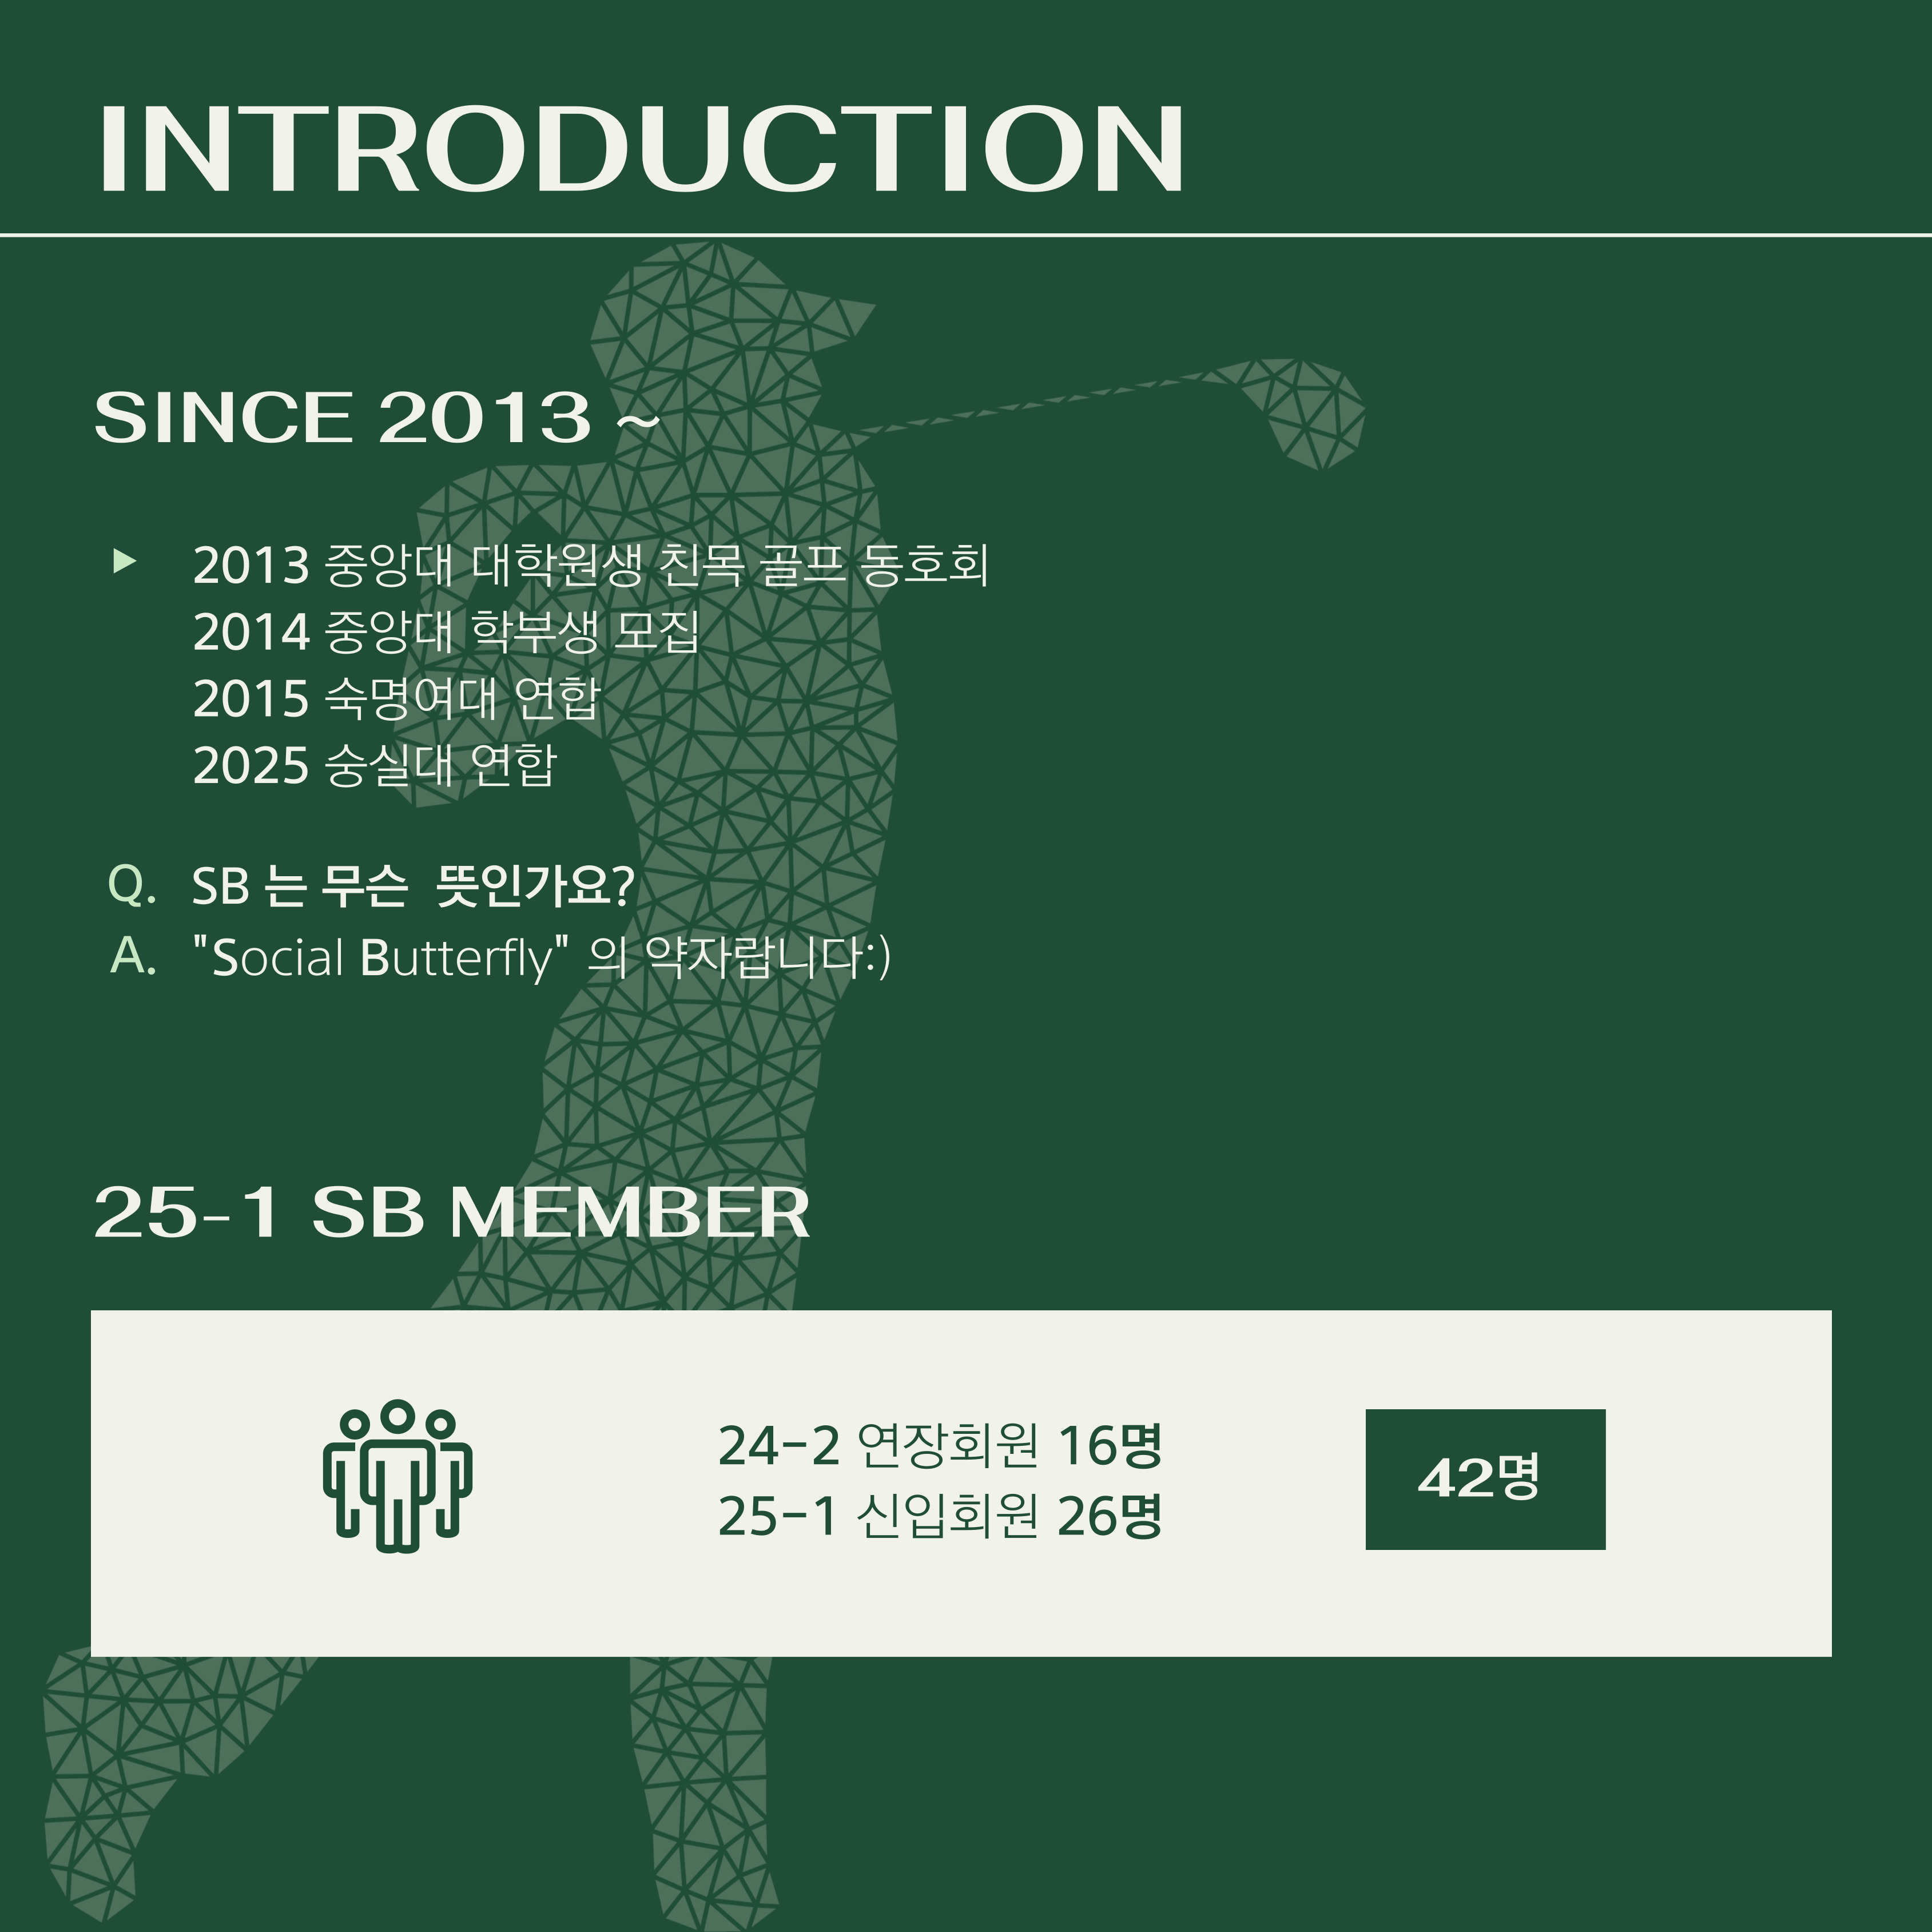 INTRODUCTION
SINCE 2013 ~
▶ 2013 중앙대 대학원생 친목 골프 동호회
2014 중앙대 학부생 모집
2015 숙명여대 연합
2025 숭실대 연합
Q. SB 는 무슨 뜻인가요?
A. "Social Butterfly" 의 약자랍니다:)
25-1 SB MEMBER
24-2 연장회원 16명
25-1 신입회원 26명
42명